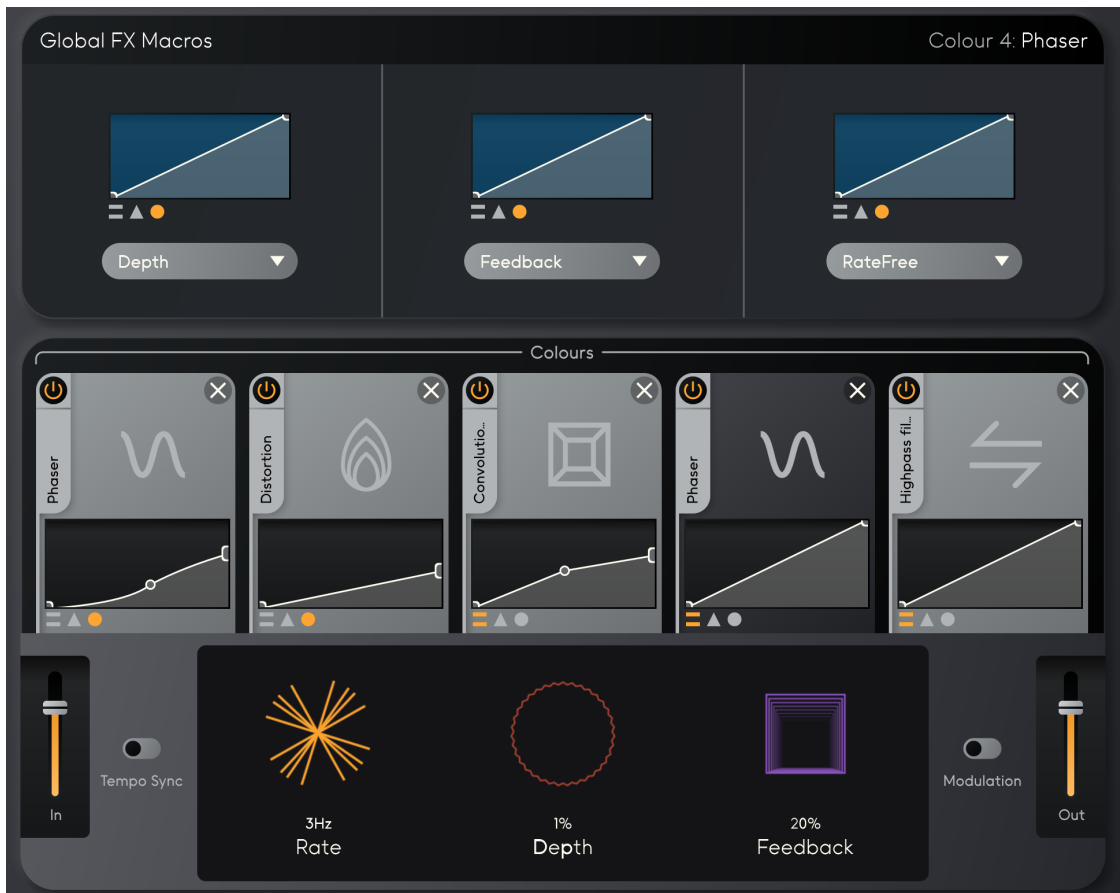 Global FX Macros
Colour 4: Phaser
Depth
Feedback
RateFree
Colours
Phaser
Distortion
Convolutio...
Phaser
Highpass fil...
In
Tempo Sync
3Hz
Rate
1%
Depth
20%
Feedback
Modulation
Out